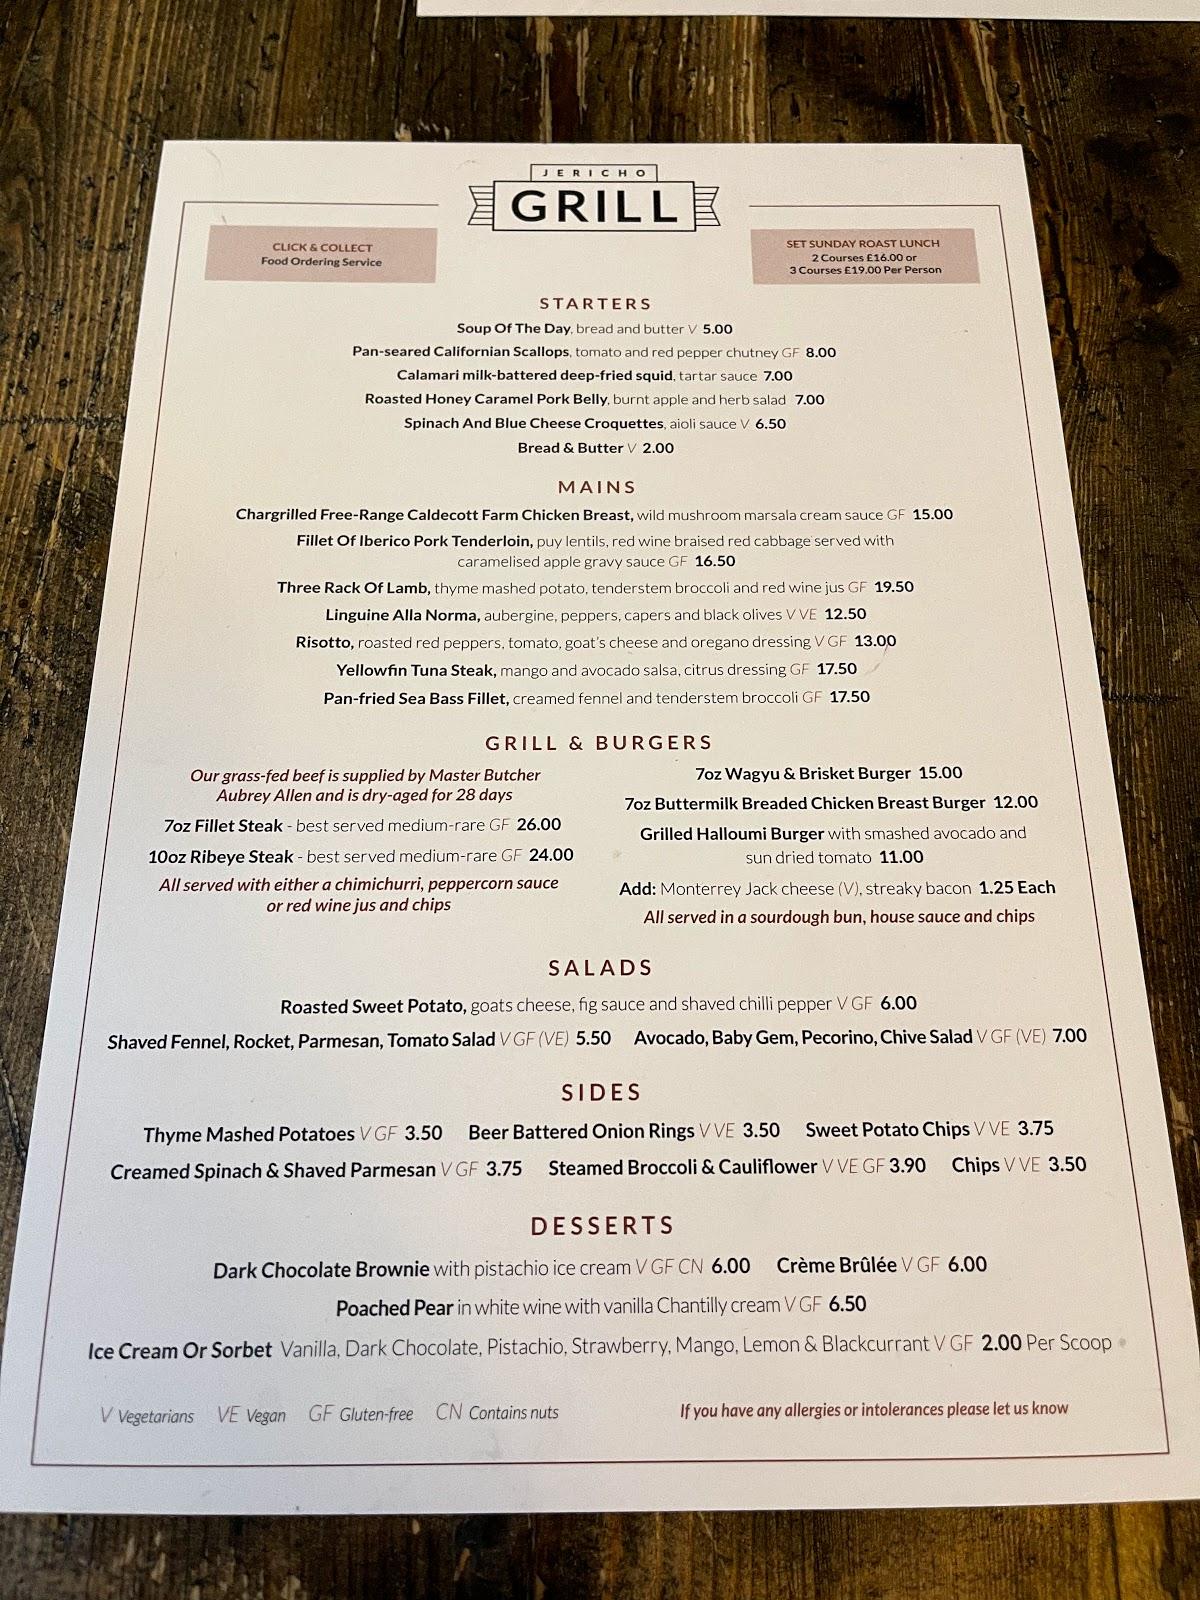 JERICHO
GRILL
CLICK & COLLECT
Food Ordering Service
SET SUNDAY ROAST LUNCH
2 Courses £16.00 or
3 Courses £19.00 Per Person
STARTERS
Soup Of The Day, bread and butter V 5.00
Pan-seared Californian Scallops, tomato and red pepper chutney GF 8.00
Calamari milk-battered deep-fried squid, tartar sauce 7.00
Roasted Honey Caramel Pork Belly, burnt apple and herb salad 7.00
Spinach And Blue Cheese Croquettes, aioli sauce V 6.50
Bread & Butter V 2.00
MAINS
Chargrilled Free-Range Caldecott Farm Chicken Breast, wild mushroom marsala cream sauce GF 15.00
Fillet Of Iberico Pork Tenderloin, puy lentils, red wine braised red cabbage served with
caramelised apple gravy sauce GF 16.50
Three Rack Of Lamb, thyme mashed potato, tenderstem broccoli and red wine jus GF 19.50
Linguine Alla Norma, aubergine, peppers, capers and black olives V VE 12.50
Risotto, roasted red peppers, tomato, goat's cheese and oregano dressing V GF 13.00
Yellowfin Tuna Steak, mango and avocado salsa, citrus dressing GF 17.50
Pan-fried Sea Bass Fillet, creamed fennel and tenderstem broccoli GF 17.50
GRILL & BURGERS
Our grass-fed beef is supplied by Master Butcher
Aubrey Allen and is dry-aged for 28 days
7oz Fillet Steak - best served medium-rare GF 26.00
10oz Ribeye Steak - best served medium-rare GF 24.00
All served with either a chimichurri, peppercorn sauce
or red wine jus and chips
7oz Wagyu & Brisket Burger 15.00
7oz Buttermilk Breaded Chicken Breast Burger 12.00
Grilled Halloumi Burger with smashed avocado and
sun dried tomato 11.00
Add: Monterrey Jack cheese (V), streaky bacon 1.25 Each
All served in a sourdough bun, house sauce and chips
SALADS
Roasted Sweet Potato, goats cheese, fig sauce and shaved chilli pepper V GF 6.00
Shaved Fennel, Rocket, Parmesan, Tomato Salad V GF (VE) 5.50 Avocado, Baby Gem, Pecorino, Chive Salad V GF (VE) 7.00
SIDES
Thyme Mashed Potatoes V GF 3.50 Beer Battered Onion Rings V VE 3.50 Sweet Potato Chips V VE 3.75
Creamed Spinach & Shaved Parmesan V GF 3.75 Steamed Broccoli & Cauliflower V VE GF 3.90 Chips V VE 3.50
DESSERTS
Dark Chocolate Brownie with pistachio ice cream V GF CN 6.00 Crème Brûlée V GF 6.00
Poached Pear in white wine with vanilla Chantilly cream V GF 6.50
Ice Cream Or Sorbet Vanilla, Dark Chocolate, Pistachio, Strawberry, Mango, Lemon & Blackcurrant V GF 2.00 Per Scoop
V Vegetarians VE Vegan GF Gluten-free CN Contains nuts If you have any allergies or intolerances please let us know